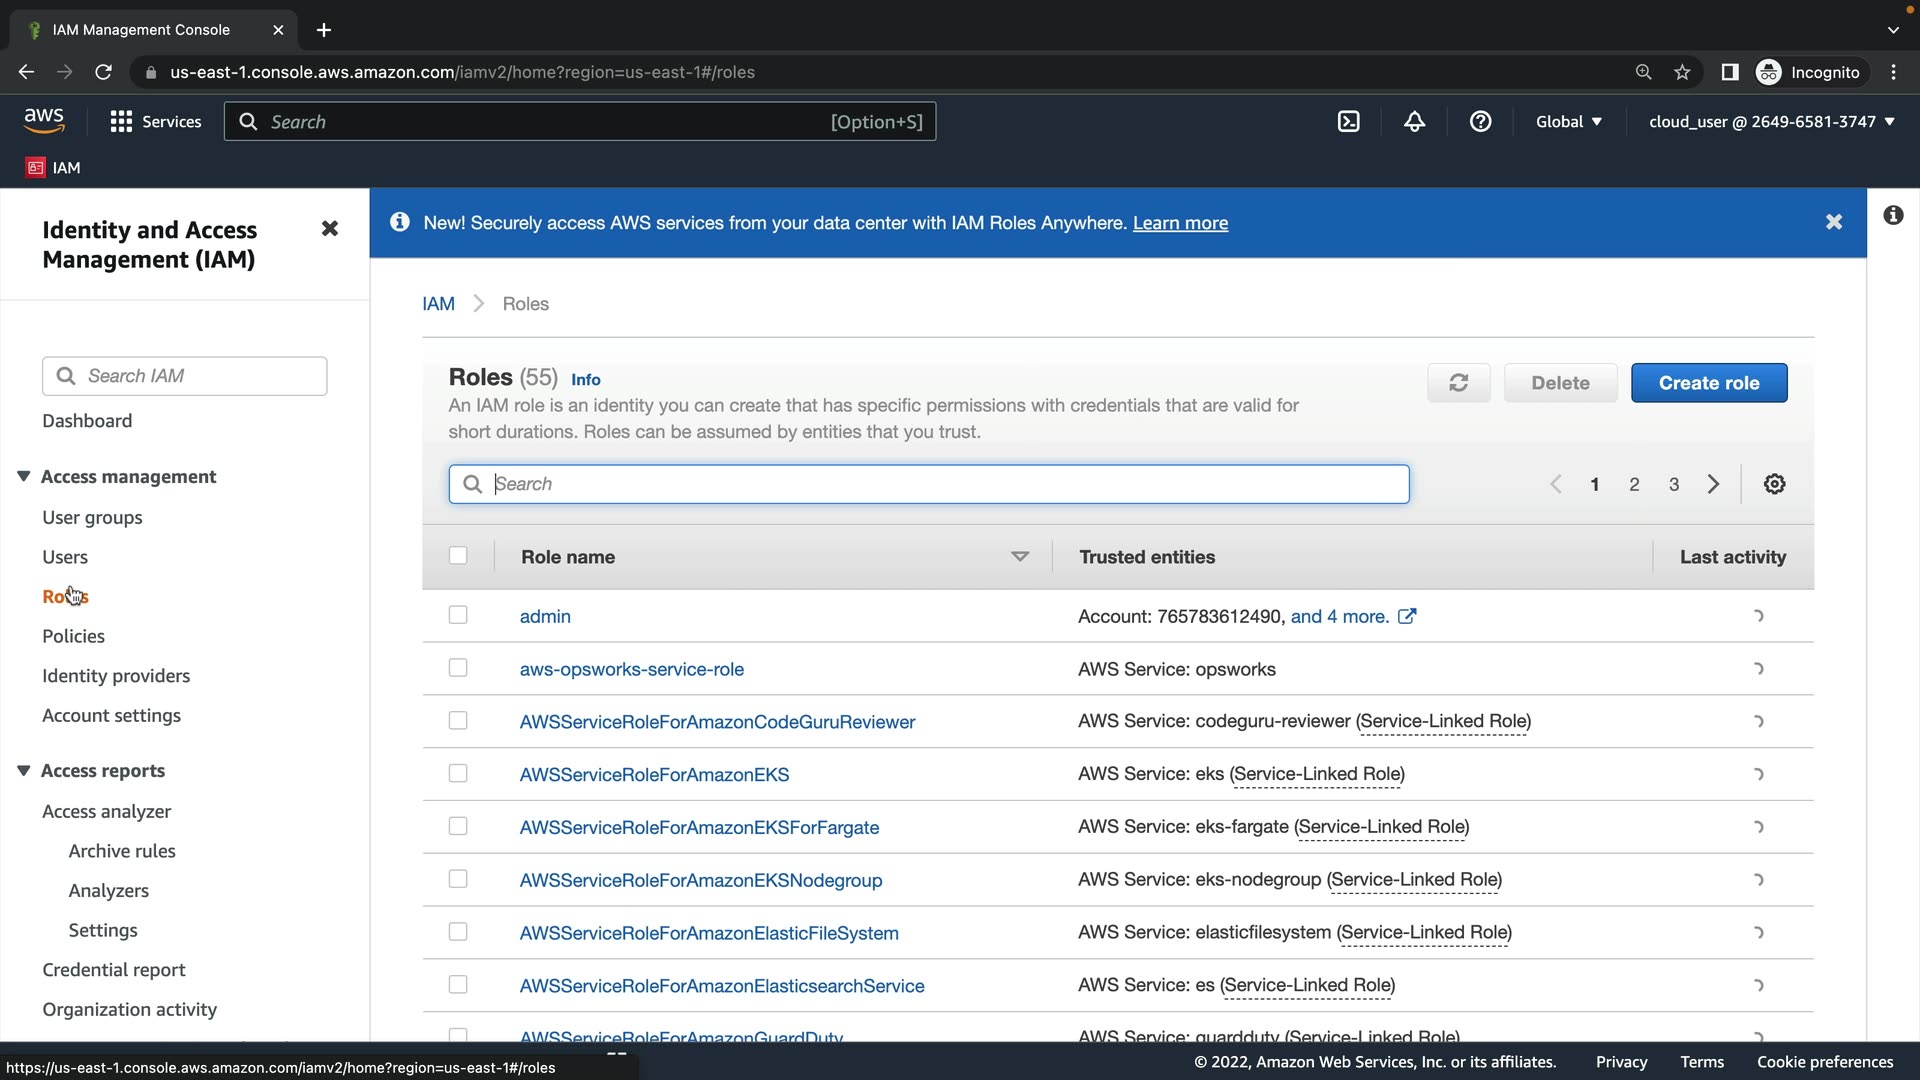 IAM Management Console
us-east-1.console.aws.amazon.com/iamv2/home?region=us-east-1#/roles
Incognito
aws
Services
Search
[Option+S]
Global
cloud_user @ 2649-6581-3747
IAM
Identity and Access
Management (IAM)
New! Securely access AWS services from your data center with IAM Roles Anywhere. Learn more
IAM > Roles
Search IAM
Dashboard
Access management
User groups
Users
Roles
Policies
Identity providers
Account settings
Access reports
Access analyzer
Archive rules
Analyzers
Settings
Credential report
Organization activity
Roles (55) Info
An IAM role is an identity you can create that has specific permissions with credentials that are valid for
short durations. Roles can be assumed by entities that you trust.
Delete
Create role
Search
1 2 3
Role name Trusted entities Last activity
admin Account: 765783612490, and 4 more.
aws-opsworks-service-role AWS Service: opsworks
AWSServiceRoleForAmazonCodeGuruReviewer AWS Service: codeguru-reviewer (Service-Linked Role)
AWSServiceRoleForAmazonEKS AWS Service: eks (Service-Linked Role)
AWSServiceRoleForAmazonEKSForFargate AWS Service: eks-fargate (Service-Linked Role)
AWSServiceRoleForAmazonEKSNodegroup AWS Service: eks-nodegroup (Service-Linked Role)
AWSServiceRoleForAmazonElasticFileSystem AWS Service: elasticfilesystem (Service-Linked Role)
AWSServiceRoleForAmazonElasticsearchService AWS Service: es (Service-Linked Role)
AWSServiceRoleForAmazonGuardDuty AWS Service: guardduty (Service-Linked Role)
https://us-east-1.console.aws.amazon.com/iamv2/home?region=us-east-1#/roles
© 2022, Amazon Web Services, Inc. or its affiliates.
Privacy
Terms
Cookie preferences